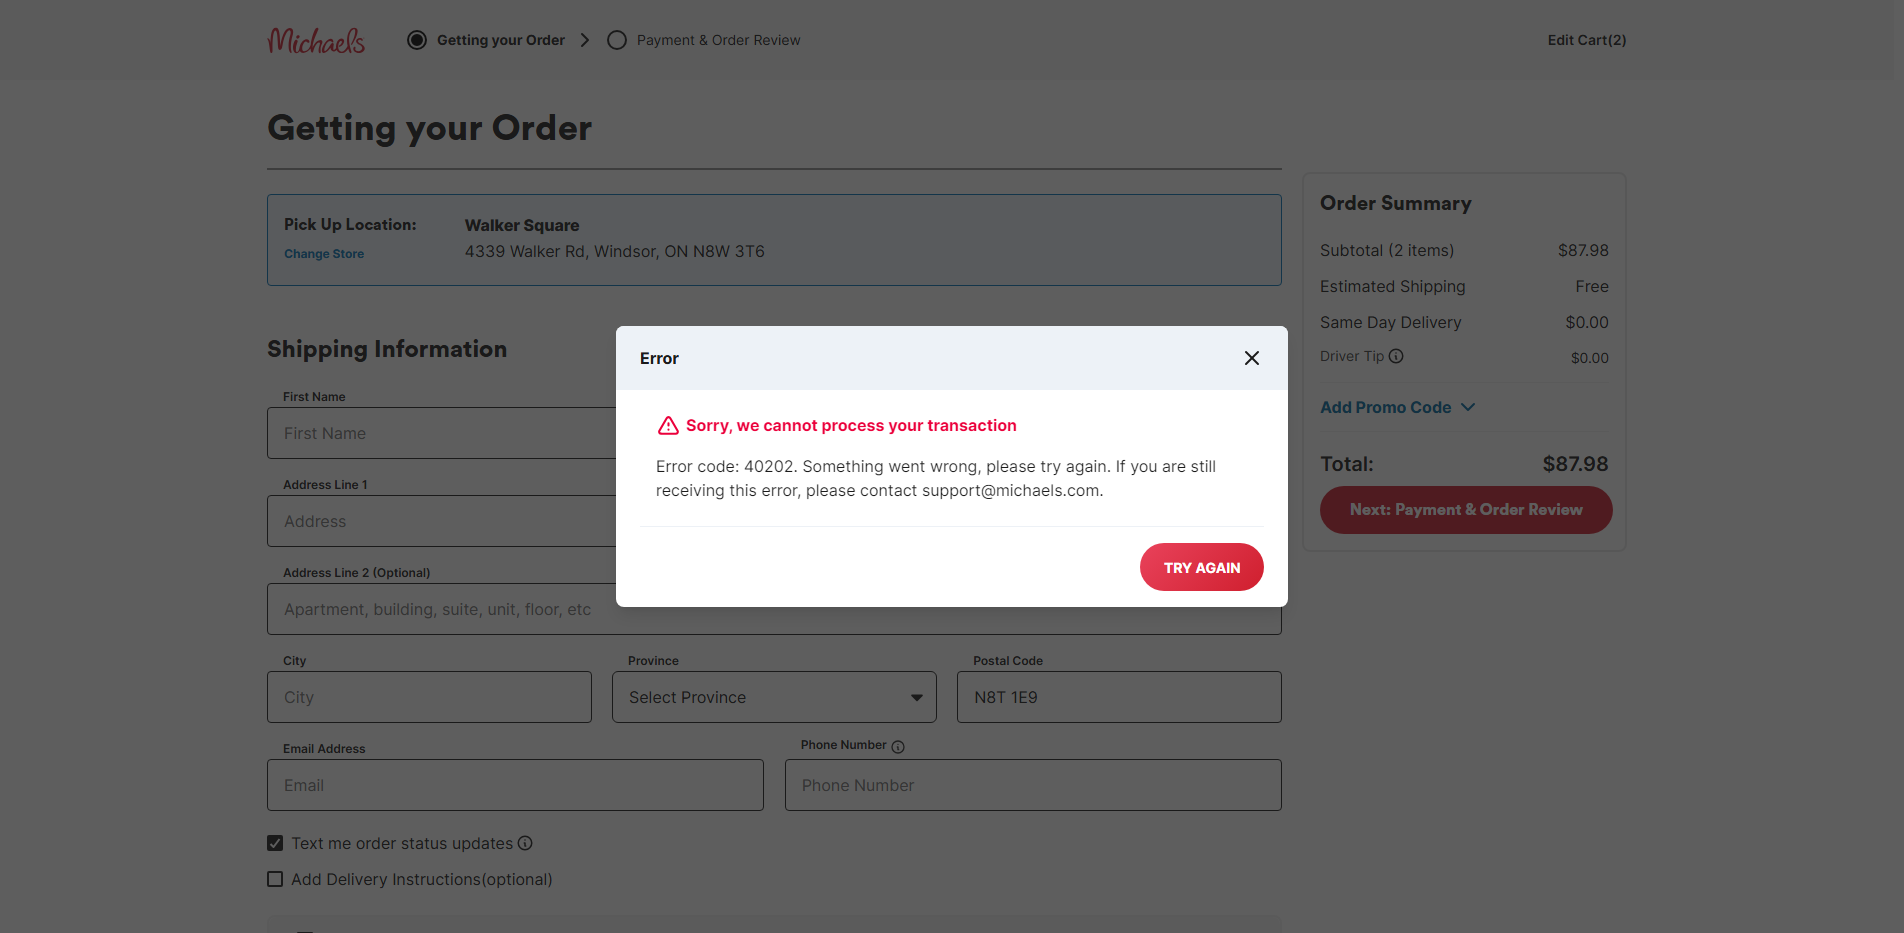 Michaels
Getting your Order
Payment & Order Review
Edit Cart(2)
Getting your Order
Pick Up Location:
Change Store
Walker Square
4339 Walker Rd, Windsor, ON N8W 3T6
Order Summary
Subtotal (2 items) $87.98
Estimated Shipping Free
Same Day Delivery $0.00
Driver Tip $0.00
Add Promo Code
Total: $87.98
Next: Payment & Order Review
Shipping Information
First Name
First Name
Address Line 1
Address
Address Line 2 (Optional)
Apartment, building, suite, unit, floor, etc
Error
Sorry, we cannot process your transaction
Error code: 40202. Something went wrong, please try again. If you are still
receiving this error, please contact support@michaels.com.
TRY AGAIN
City
City
Province
Select Province
Postal Code
N8T 1E9
Email Address
Email
Phone Number
Phone Number
Text me order status updates
Add Delivery Instructions(optional)